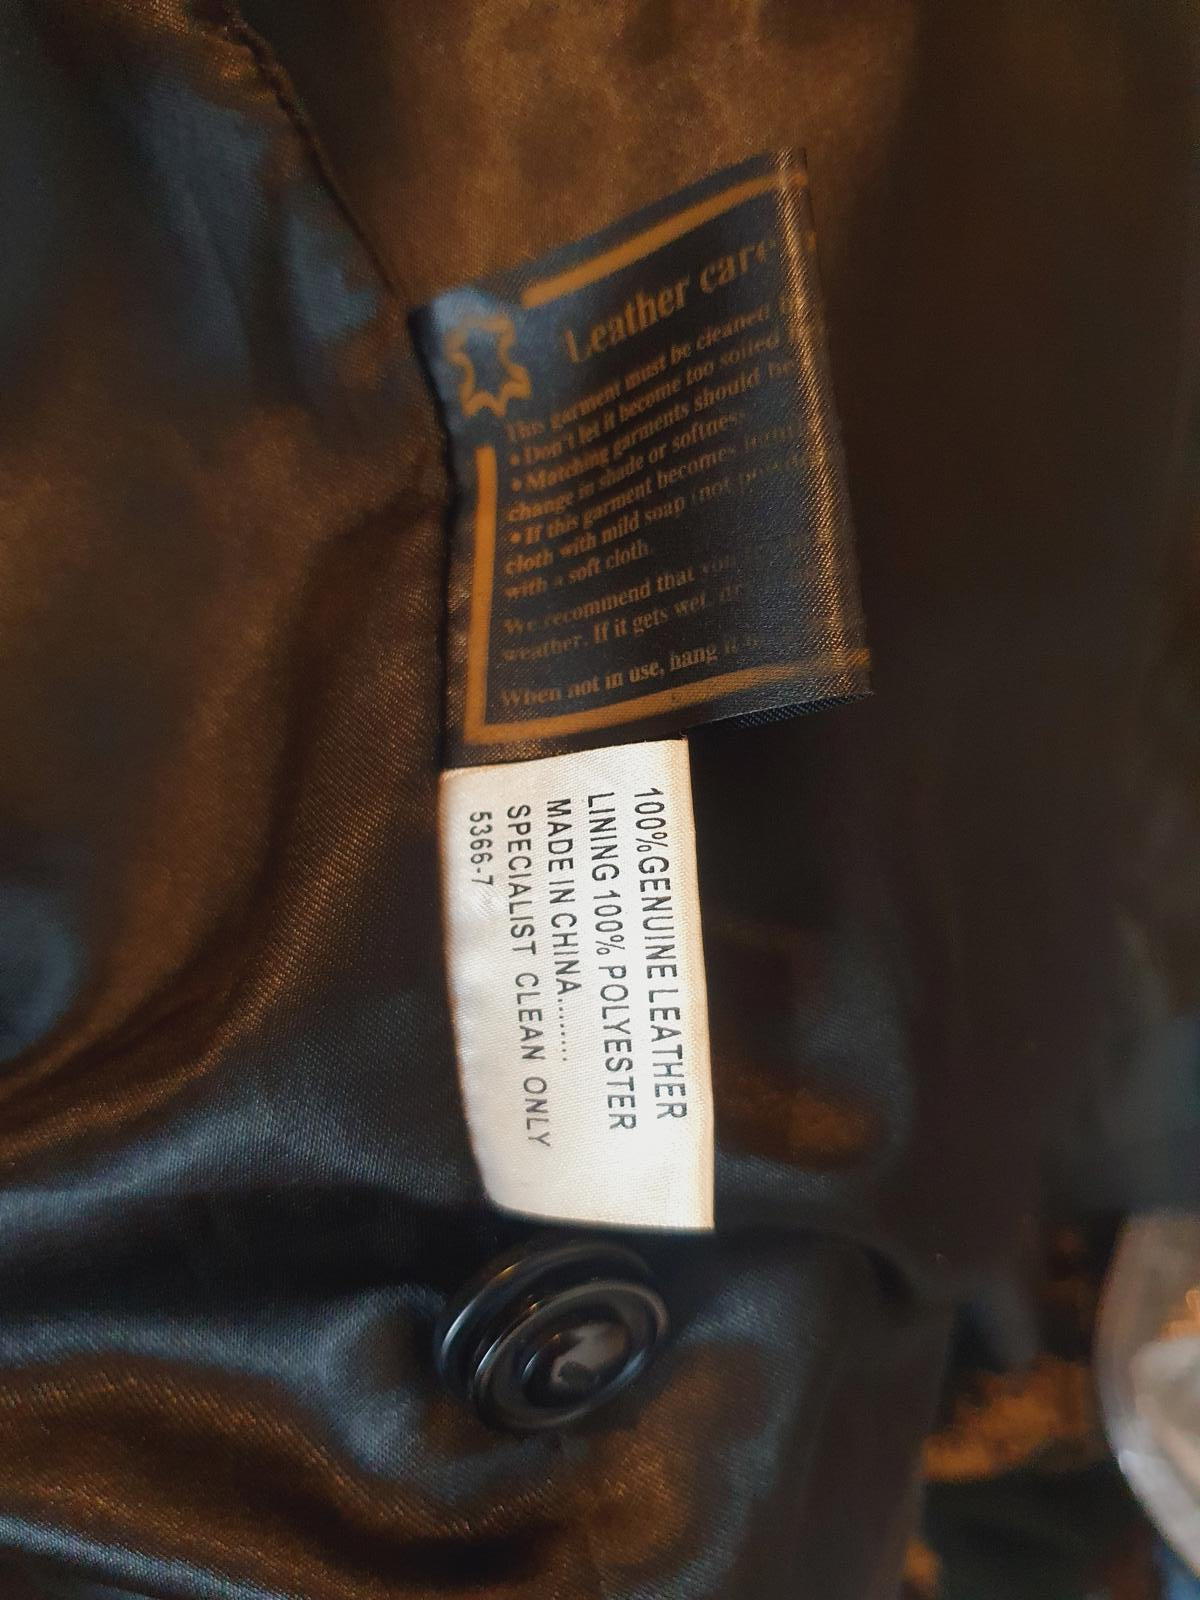 Leather care
This garment must be cleaned
• Don't let it become too soiled
• Matching garments should be
change in shade or softness.
• If this garment becomes
cloth with mild soap (not
with a soft cloth.
We recommend that
weather. If it gets wet,
When not in use, hang it
100%GENUINE LEATHER
LINING 100% POLYESTER
MADE IN CHINA........
SPECIALIST CLEAN ONLY
5366-7